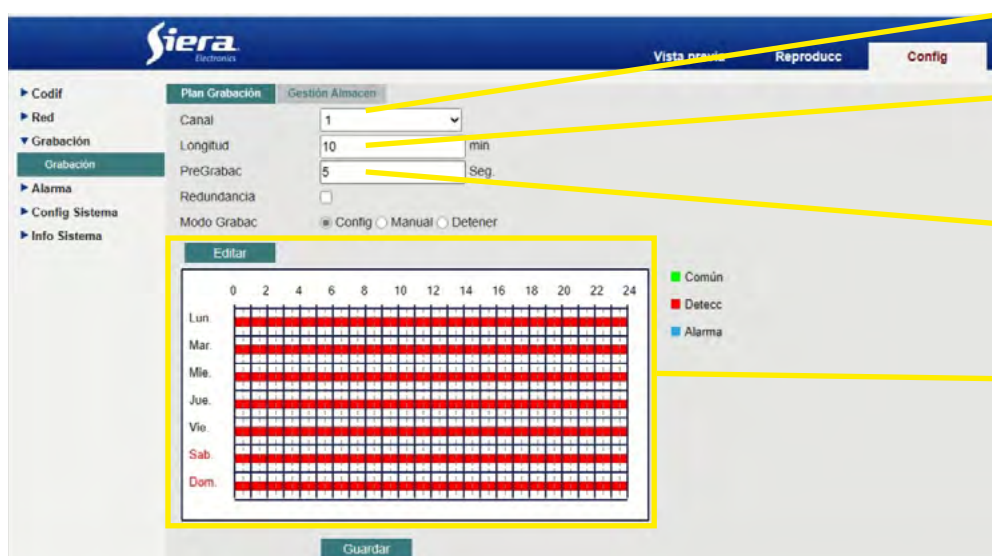 Siera
Electronics
Vista previa Reproducc Config
Codif
Red
Grabación
Grabación
Alarma
Config Sistema
Info Sistema
Plan Grabación Gestión Almacen
Canal 1
Longitud 10 min
PreGrabac 5 Seg.
Redundancia
Modo Grabac Config Manual Detener
Editar
0 2 4 6 8 10 12 14 16 18 20 22 24
Lun.
Mar.
Mie.
Jue.
Vie.
Sab.
Dom.
Común
Detecc
Alarma
Guardar